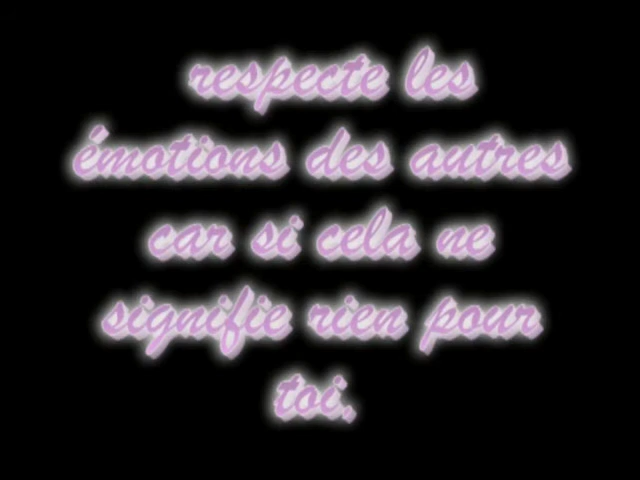 respecte les
émotions des autres
car si cela ne
signifie rien pour
toi,